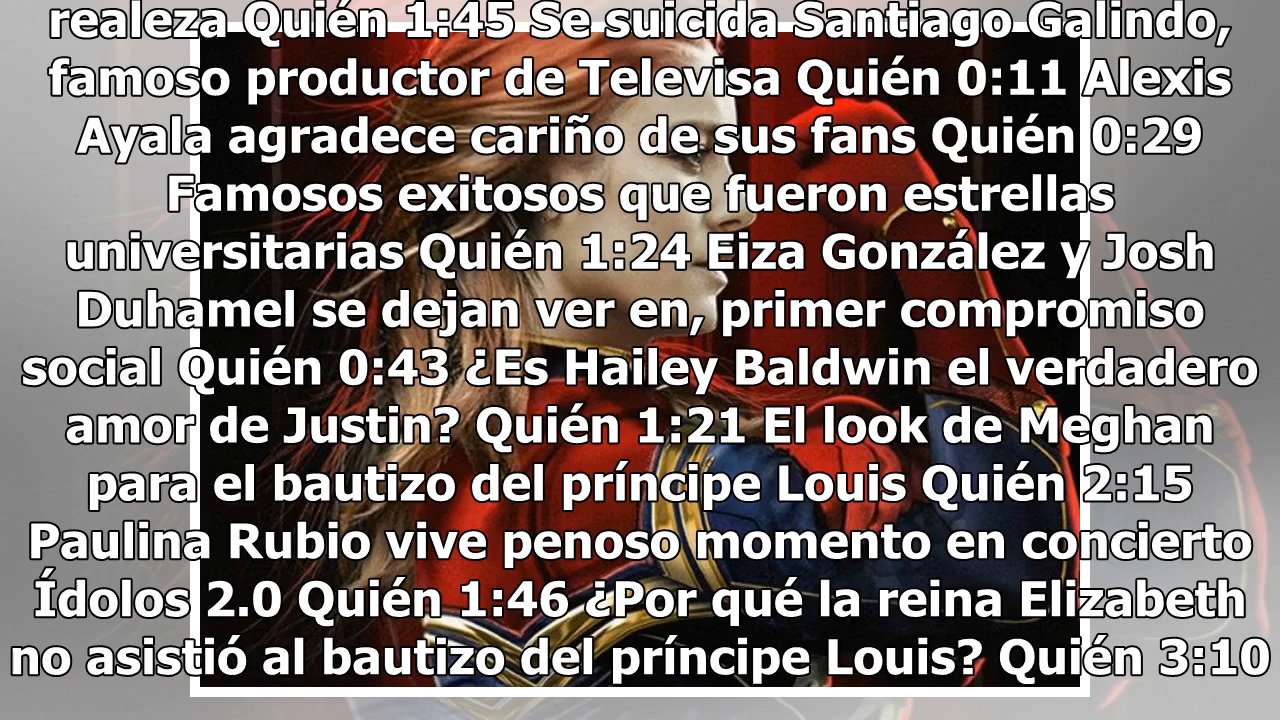 realeza Quién 1:45 Se suicida Santiago Galindo,
famoso productor de Televisa Quién 0:11 Alexis
Ayala agradece cariño de sus fans Quién 0:29
Famosos exitosos que fueron estrellas
universitarias Quién 1:24 Eiza González y Josh
Duhamel se dejan ver en, primer compromiso
social Quién 0:43 ¿Es Hailey Baldwin el verdadero
amor de Justin? Quién 1:21 El look de Meghan
para el bautizo del príncipe Louis Quién 2:15
Paulina Rubio vive penoso momento en concierto
Ídolos 2.0 Quién 1:46 ¿Por qué la reina Elizabeth
no asistió al bautizo del príncipe Louis? Quién 3:10